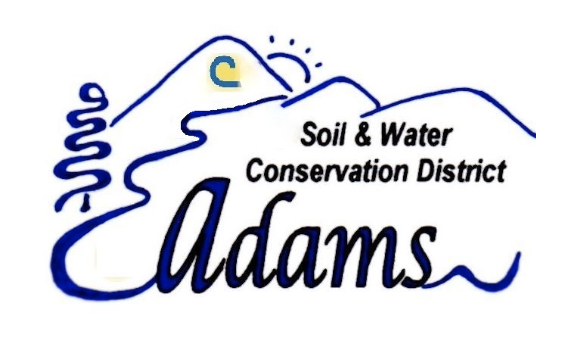 Soil & Water
Conservation District
Adams